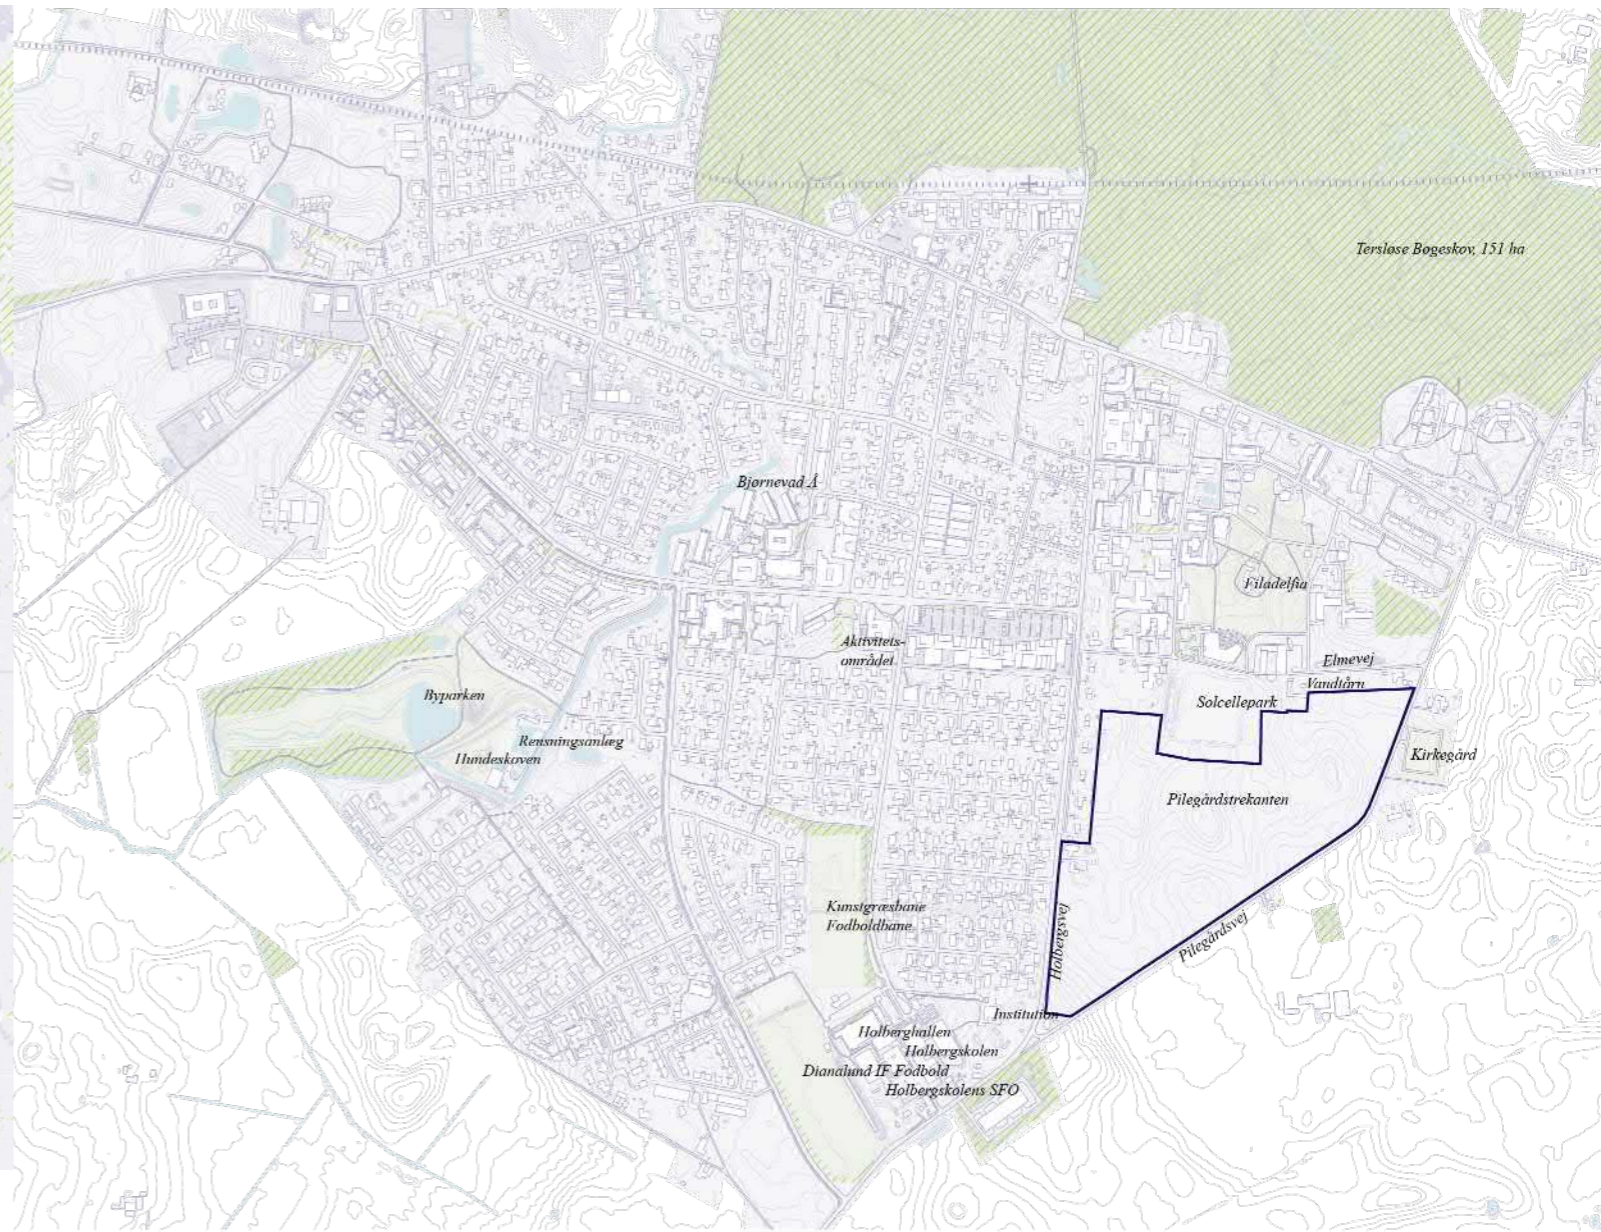 Tersløse Bøgeskov, 151 ha
Bjørnevad Å
Filadelfia
Aktivitets-
området
Elmevej
Vandtårn
Solcellepark
Byparken
Rensningsanlæg
Hundeskoven
Kirkegård
Pilegårdstrekanten
Kunstgræsbane
Fodboldbane
Holbergsvej
Pilegårdsvej
Institution
Holberghallen
Holbergskolen
Dianalund IF Fodbold
Holbergskolens SFO